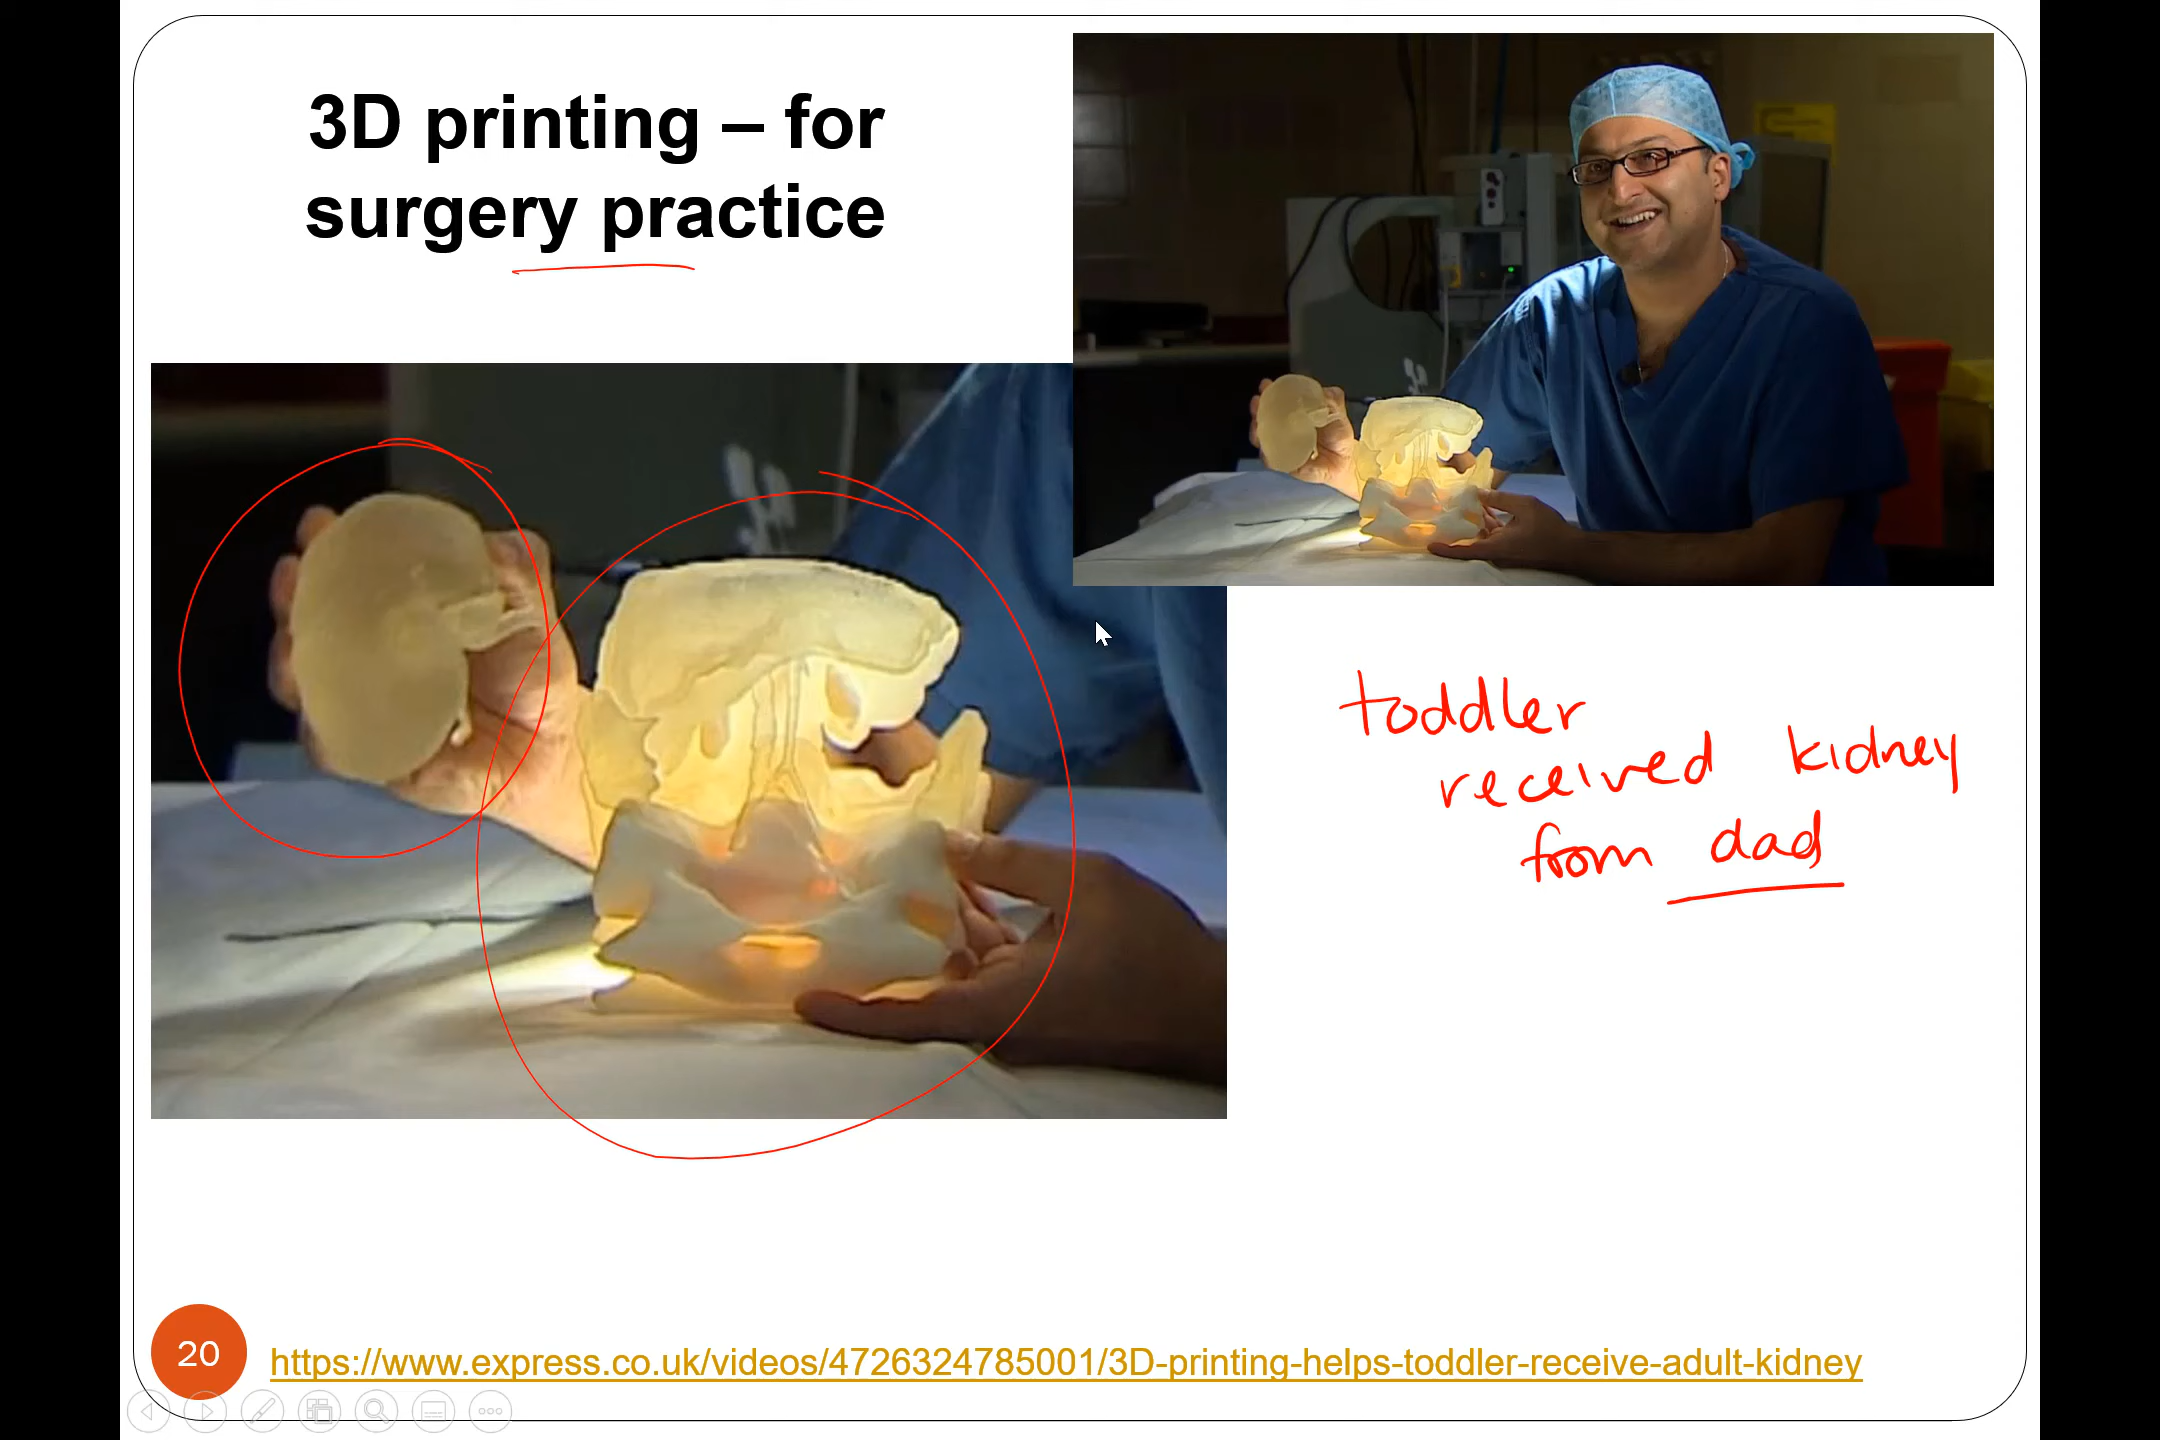 3D printing – for
surgery practice
toddler
received kidney
from dad
20
https://www.express.co.uk/videos/4726324785001/3D-printing-helps-toddler-receive-adult-kidney